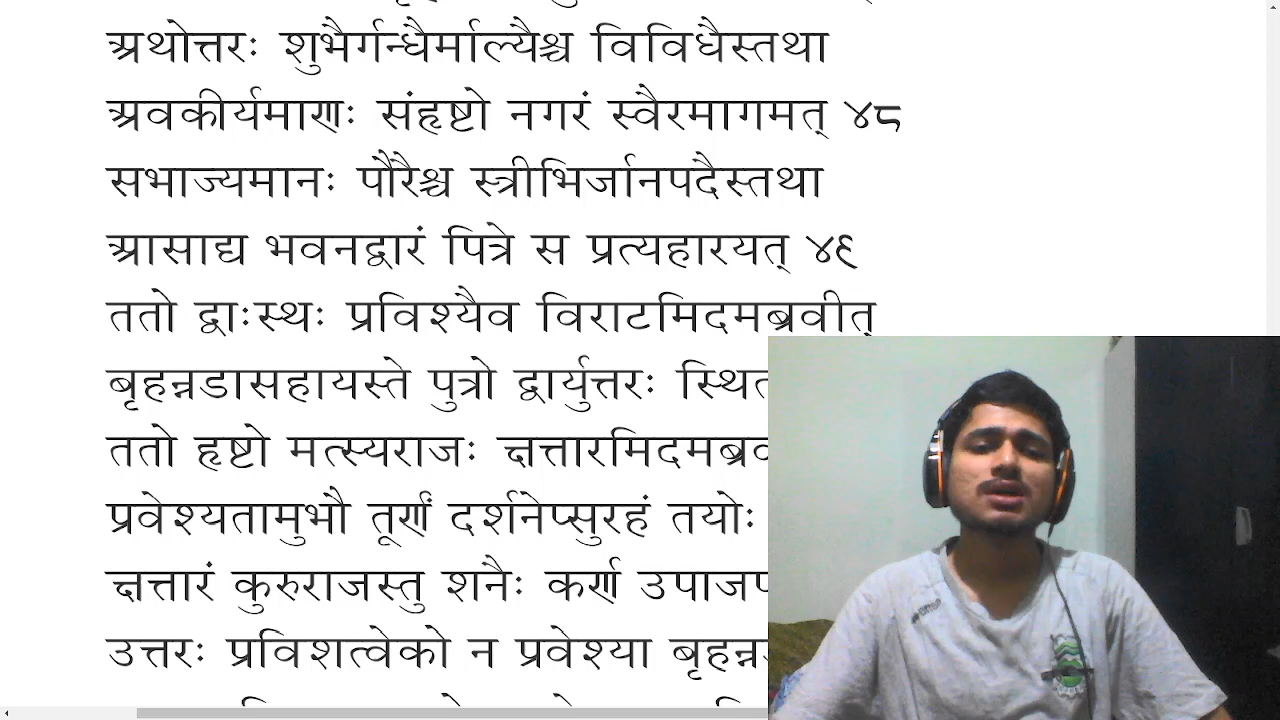 अथोत्तरः शुभैर्गन्धैर्माल्यैश्च विविधैस्तथा
अवकीर्यमाणः संहृष्टो नगरं स्वैरमागमत् ४८
सभाज्यमानः पौरैश्च स्त्रीभिर्जानपदैस्तथा
आसाद्य भवनद्वारं पित्रे स प्रत्यहारयत् ४९
ततो द्वाःस्थः प्रविश्यैव विराटमिदमब्रवीत्
बृहन्नडासहायस्ते पुत्रो द्वार्युत्तरः स्थित
ततो हृष्टो मत्स्यराजः क्षत्तारमिदमब्रव
प्रवेश्यतामुभौ तूर्णं दर्शनेप्सुरहं तयोः
क्षत्तारं कुरुराजस्तु शनैः कर्ण उपाजप
उत्तरः प्रविशत्वेको न प्रवेश्या बृहन्न